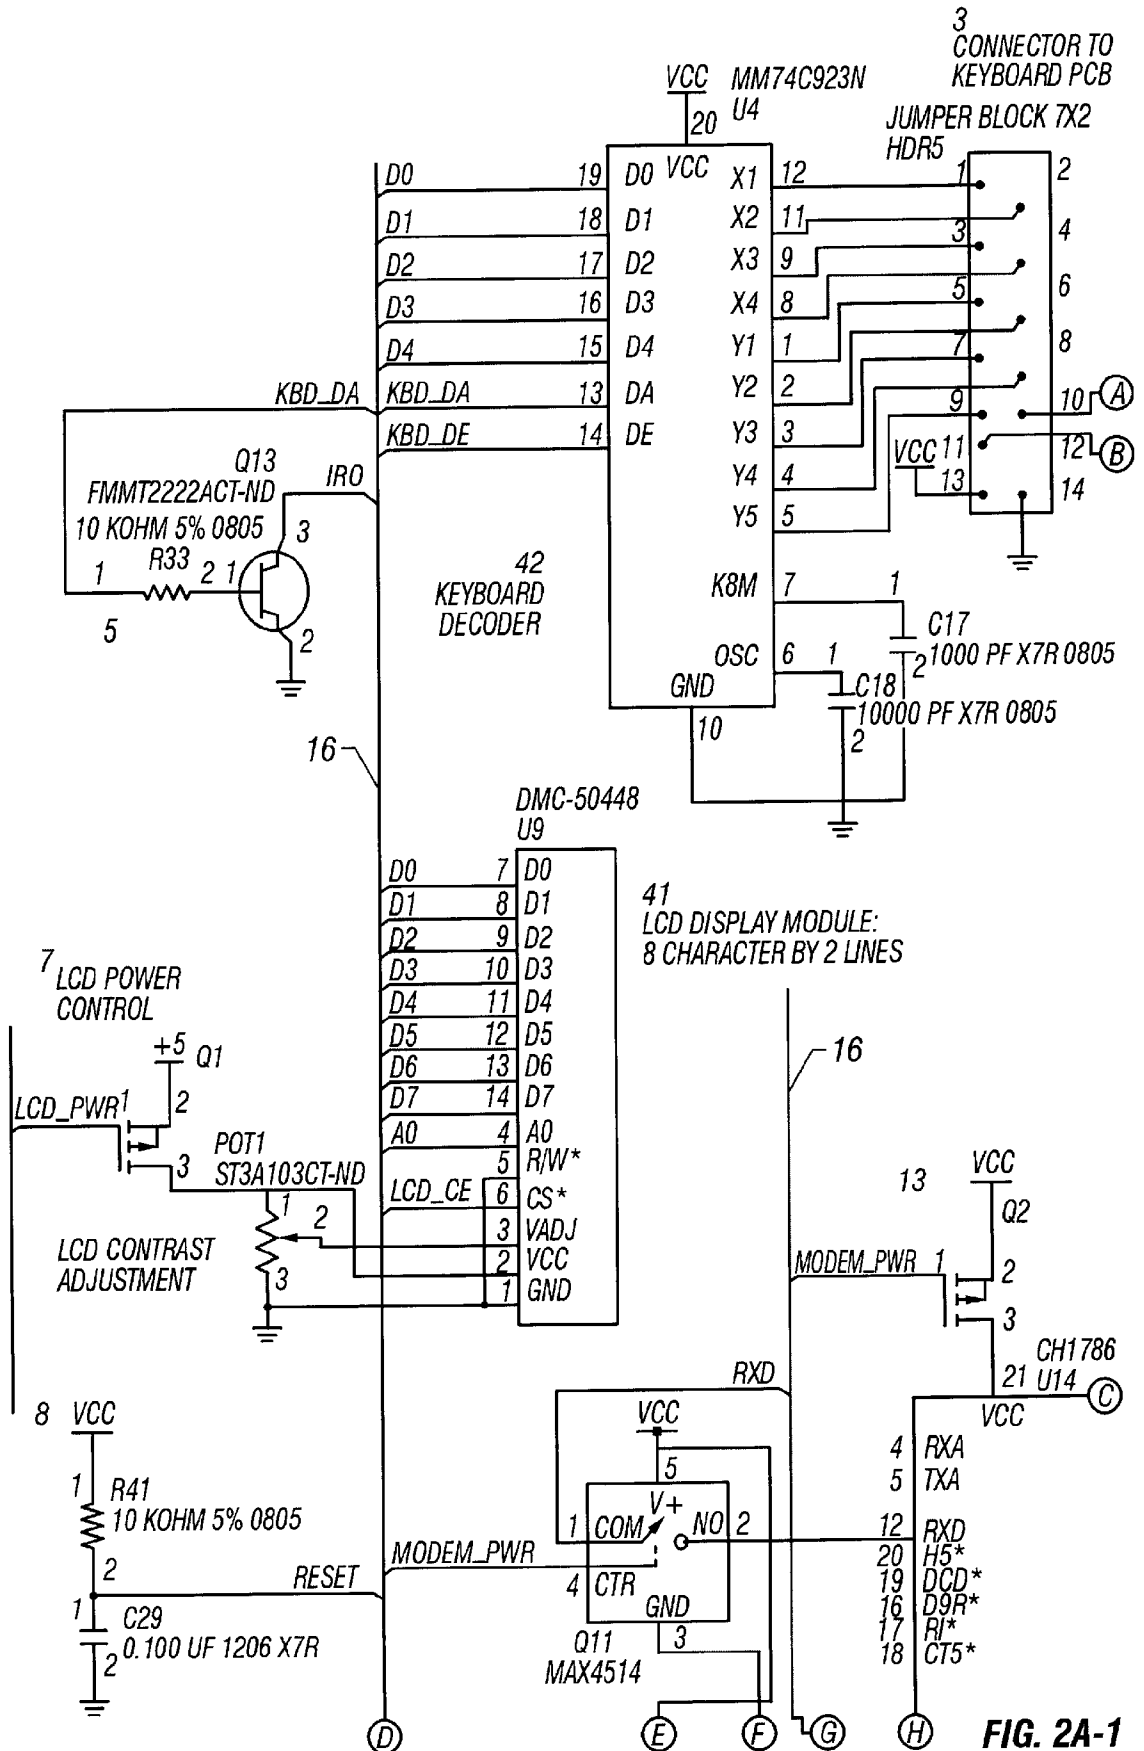 3
CONNECTOR TO
KEYBOARD PCB
VCC
MM74C923N
U4
20
JUMPER BLOCK 7X2
HDR5
D0 19 D0 VCC X1 12 1 2
D1 18 D1 X2 11
D2 17 D2 X3 9 3 4
D3 16 D3 X4 8 5 6
D4 15 D4 Y1 1 7 8
KBD_DA KBD_DA 13 DA Y2 2 9 10 A
KBD_DE 14 DE Y3 3 VCC 11 12 B
Y4 4 13 14
Y5 5
Q13
FMMT2222ACT-ND
10 KOHM 5% 0805
IRO
R33
3
1 2 1
5
2
42
KEYBOARD
DECODER
K8M 7 1
C17
2 1000 PF X7R 0805
OSC 6 1
C18
10000 PF X7R 0805
2
GND
10
16
DMC-50448
U9
D0 7 D0
D1 8 D1
D2 9 D2
D3 10 D3
D4 11 D4
D5 12 D5
D6 13 D6
D7 14 D7
A0 4 A0
5 R/W*
LCD_CE 6 CS*
3 VADJ
2 VCC
1 GND
41
LCD DISPLAY MODULE:
8 CHARACTER BY 2 LINES
7
LCD POWER
CONTROL
+5 Q1
LCD_PWR 1 2
3
POT1
ST3A103CT-ND
1
2
3
LCD CONTRAST
ADJUSTMENT
16
13
VCC
Q2
MODEM_PWR 1 2
3
CH1786
U14
21
VCC
C
RXD
8 VCC
1 R41
10 KOHM 5% 0805
2
RESET
1 C29
2 0.100 UF 1206 X7R
VCC
5
V+
1 COM NO 2
MODEM_PWR
4 CTR
GND
3
Q11
MAX4514
4 RXA
5 TXA
12 RXD
20 H5*
19 DCD*
16 D9R*
17 RI*
18 CT5*
D E F G H
FIG. 2A-1